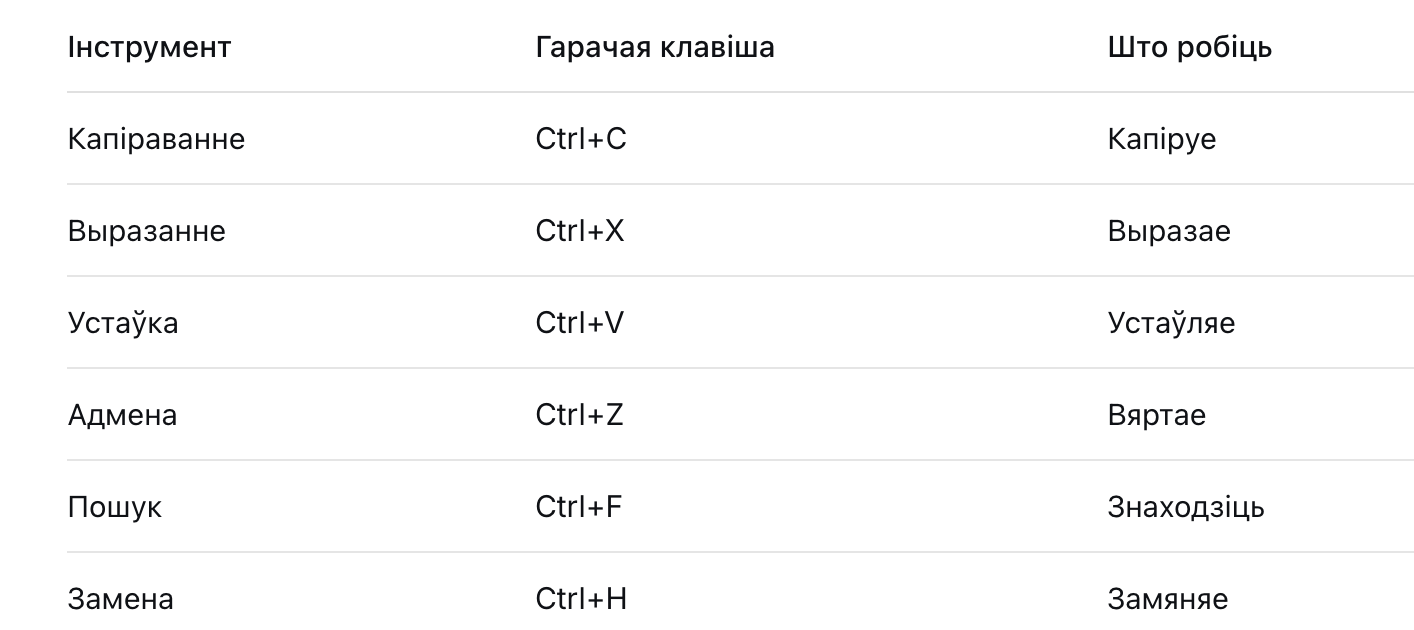 Інструмент Гарачая клавіша Што робіць
Капіраванне Ctrl+C Капіруе
Выразанне Ctrl+X Выразае
Устаўка Ctrl+V Устаўляе
Адмена Ctrl+Z Вяртае
Пошук Ctrl+F Знаходзіць
Замена Ctrl+H Замяняе